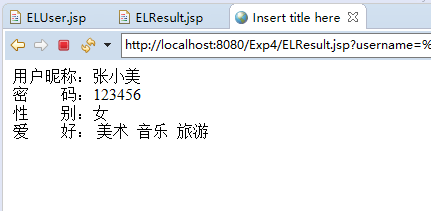 ELUser.jsp ELResult.jsp Insert title here
http://localhost:8080/Exp4/ELResult.jsp?username=%
用户昵称：张小美
密　　码：123456
性　　别：女
爱　　好： 美术 音乐 旅游